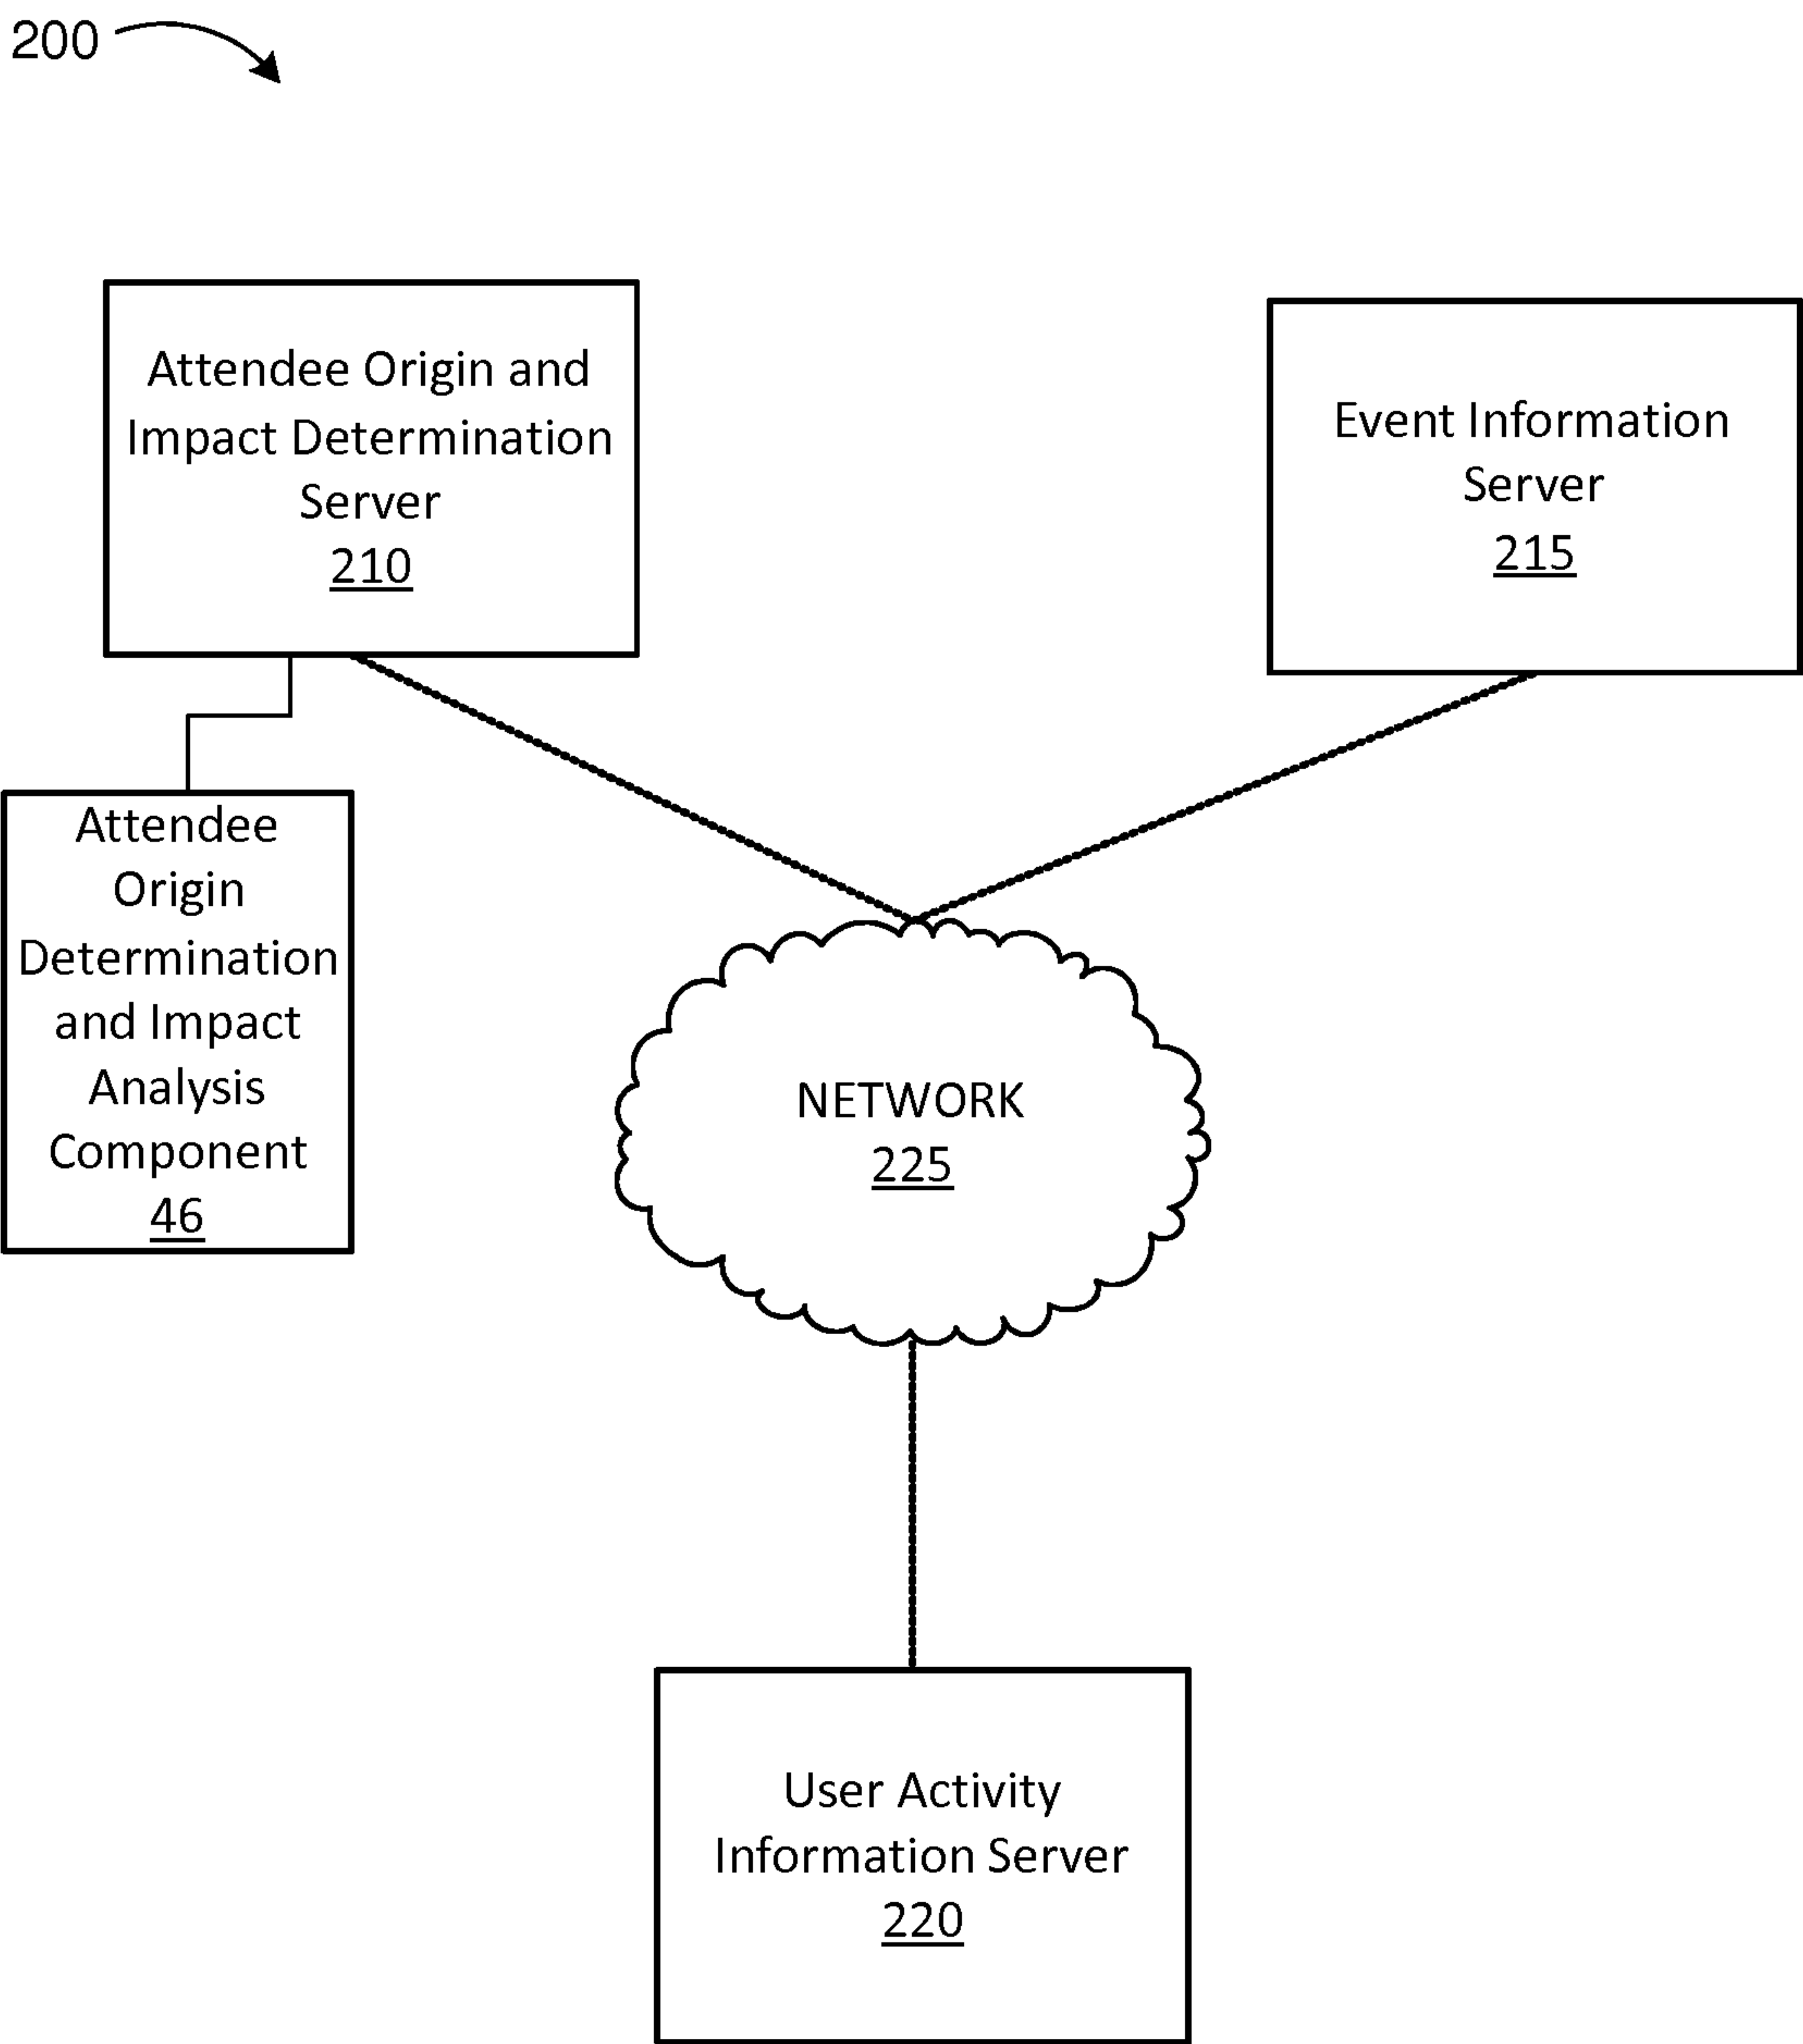 200
Attendee Origin and
Impact Determination
Server
210
Event Information
Server
215
Attendee
Origin
Determination
and Impact
Analysis
Component
46
NETWORK
225
User Activity
Information Server
220